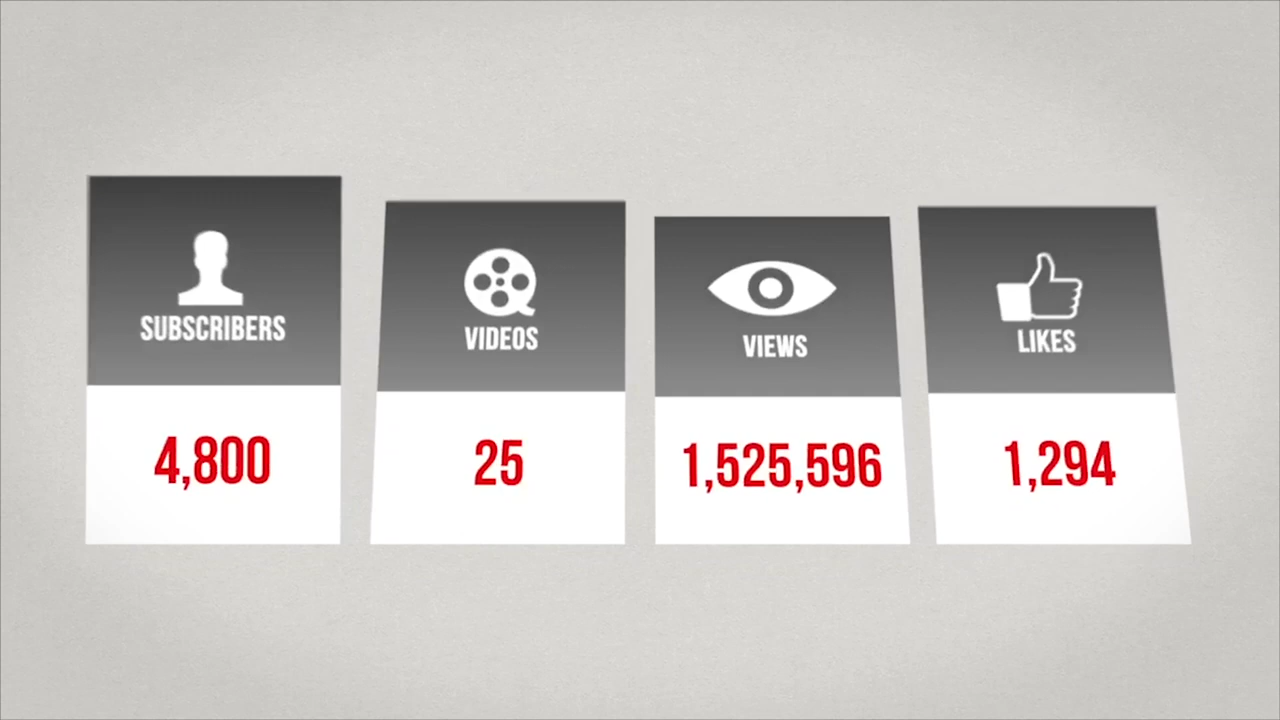 SUBSCRIBERS
4,800
VIDEOS
25
VIEWS
1,525,596
LIKES
1,294